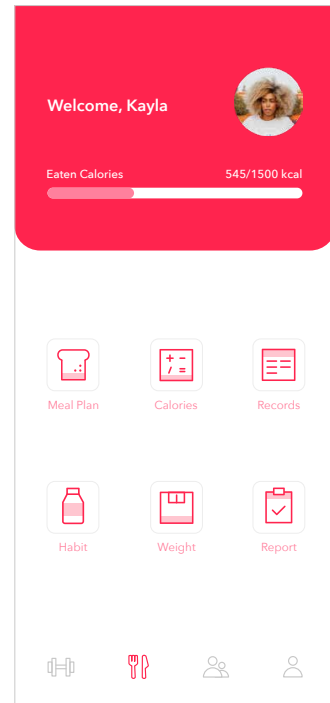 Welcome, Kayla
Eaten Calories 545/1500 kcal
Meal Plan Calories Records
Habit Weight Report